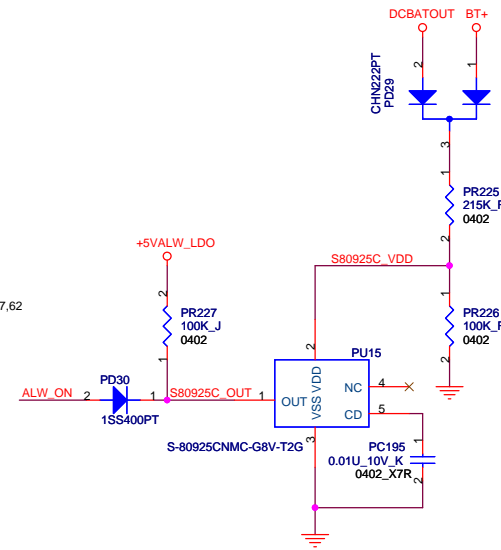 DCBATOUT BT+
2 1
CHN222PT
PD29
3
1
PR225
215K_F
0402
2
+5VALW_LDO
S80925C_VDD
2
PR227
100K_J
0402
1
7,62
1
PR226
100K_F
0402
2
2
PU15
PD30
ALW_ON 2 1 S80925C_OUT 1
1SS400PT
OUT VSS VDD NC CD
4
5
S-80925CNMC-G8V-T2G
3
PC195
0.01U_10V_K
0402_X7R
1
2